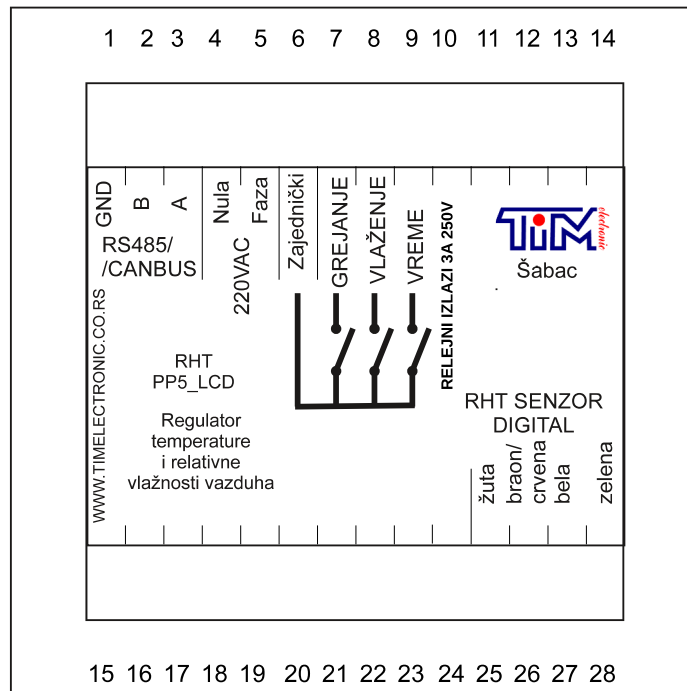 1 2 3 4 5 6 7 8 9 10 11 12 13 14
GND
B
A
RS485/
/CANBUS
Nula
Faza
220VAC
Zajednički
GREJANJE
VLAŽENJE
VREME
RELEJNI IZLAZI 3A 250V
TiM
electronic
Šabac
WWW.TIMELECTRONIC.CO.RS
RHT
PP5_LCD
Regulator
temperature
i relativne
vlažnosti vazduha
RHT SENZOR
DIGITAL
žuta
braon/
crvena
bela
zelena
15 16 17 18 19 20 21 22 23 24 25 26 27 28